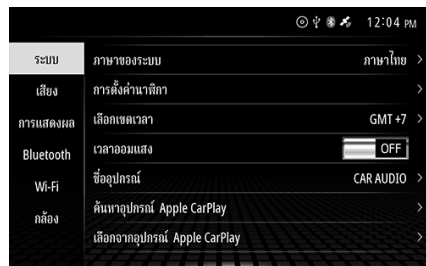 12:04 PM
ระบบ
เสียง
การแสดงผล
Bluetooth
Wi-Fi
กล้อง
ภาษาของระบบ ภาษาไทย
การตั้งค่านาฬิกา
เลือกเขตเวลา GMT +7
เวลาออมแสง OFF
ชื่ออุปกรณ์ CAR AUDIO
ค้นหาอุปกรณ์ Apple CarPlay
เลือกจากอุปกรณ์ Apple CarPlay